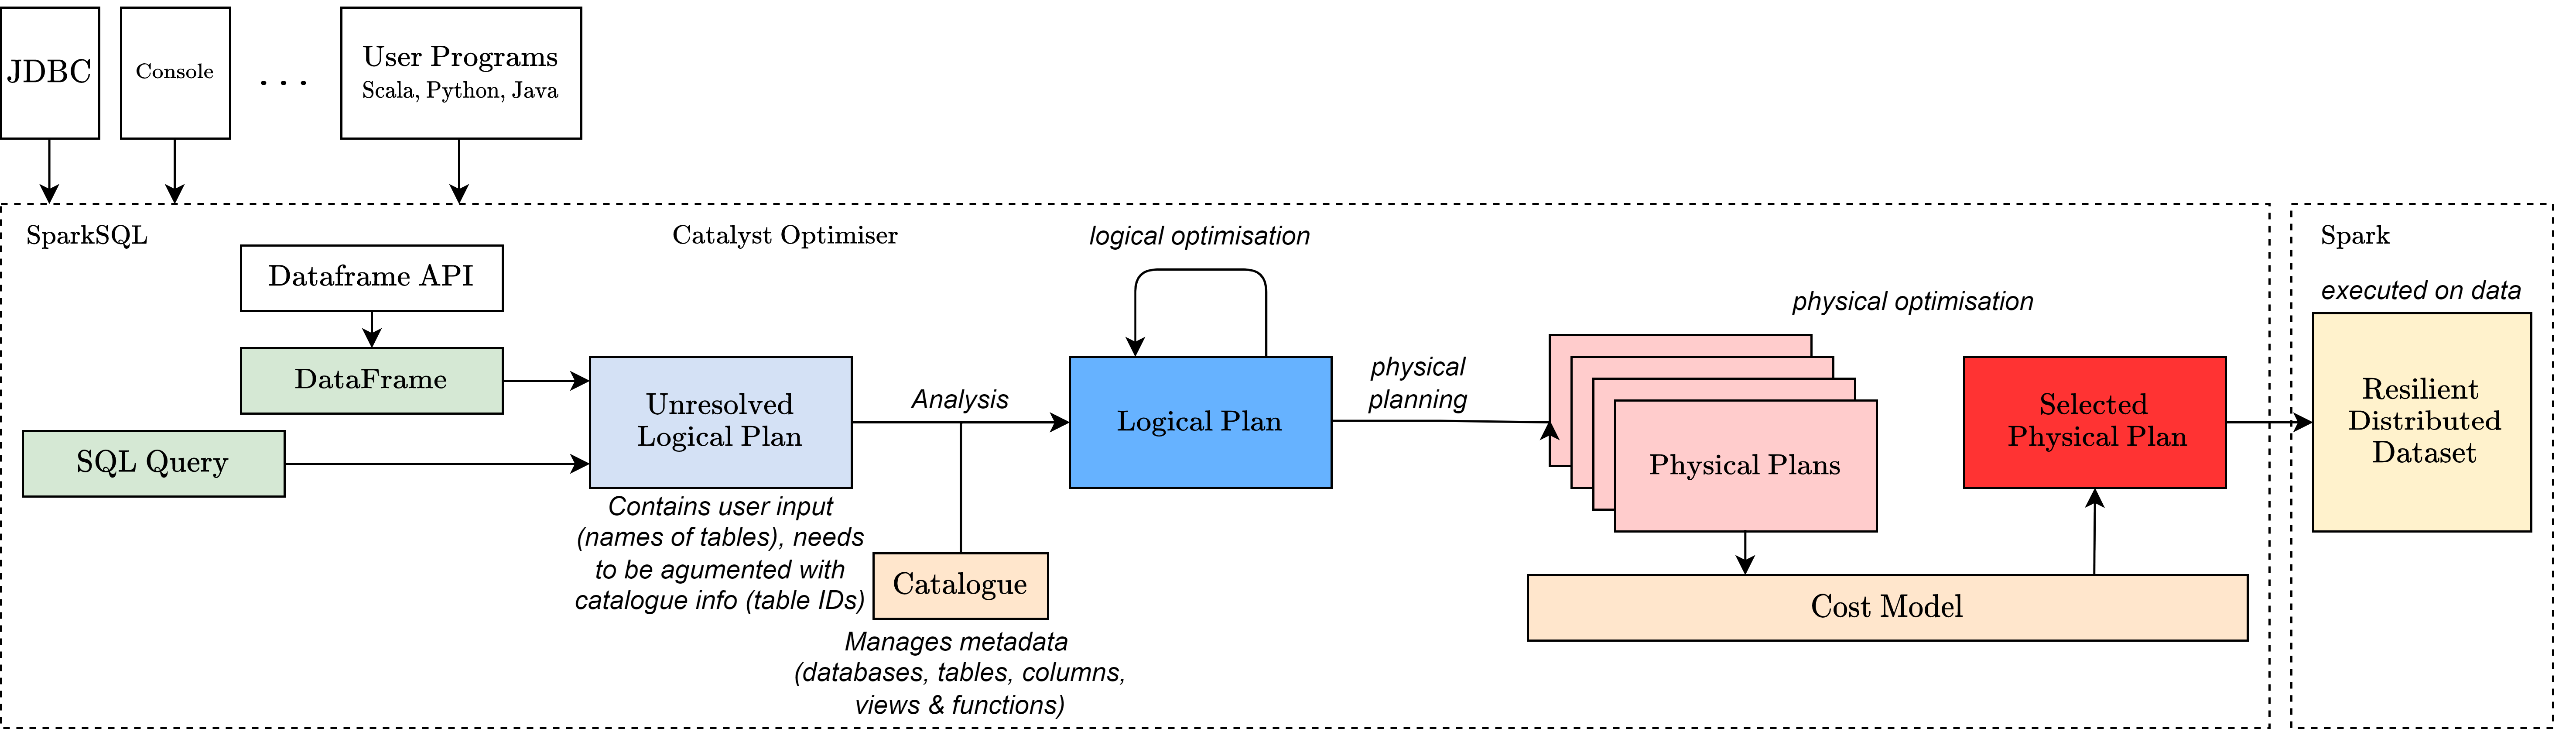 JDBC
Console
. . .
User Programs
Scala, Python, Java
SparkSQL
Catalyst Optimiser
logical optimisation
Spark
Dataframe API
physical optimisation
executed on data
DataFrame
SQL Query
Unresolved
Logical Plan
Analysis
Logical Plan
physical
planning
Physical Plans
Selected
Physical Plan
Resilient
Distributed
Dataset
Contains user input
(names of tables), needs
to be agumented with
catalogue info (table IDs)
Catalogue
Cost Model
Manages metadata
(databases, tables, columns,
views & functions)